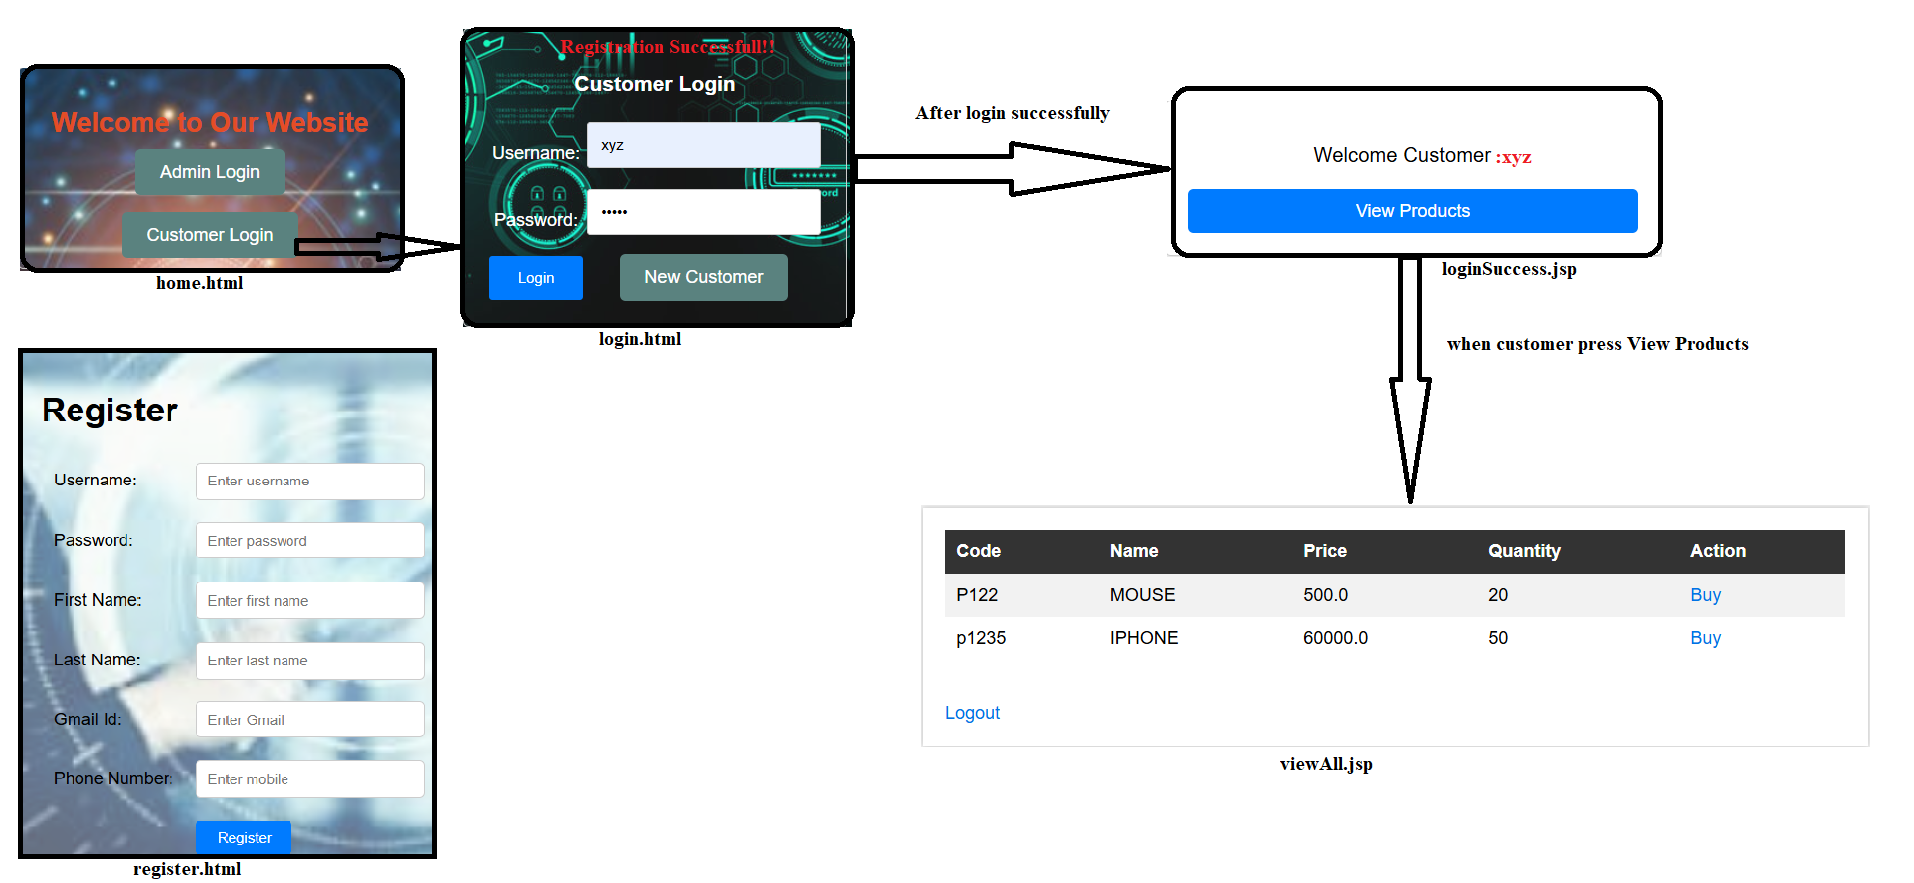 Welcome to Our Website
Admin Login
Customer Login
home.html
Registration Successfull!!
Customer Login
Username:
xyz
Password:
•••••
Login
New Customer
login.html
After login successfully
Welcome Customer :xyz
View Products
loginSuccess.jsp
when customer press View Products
Register
Username:
Enter username
Password:
Enter password
First Name:
Enter first name
Last Name:
Enter last name
Gmail Id:
Enter Gmail
Phone Number:
Enter mobile
Register
register.html
Code Name Price Quantity Action
P122 MOUSE 500.0 20 Buy
p1235 IPHONE 60000.0 50 Buy
Logout
viewAll.jsp